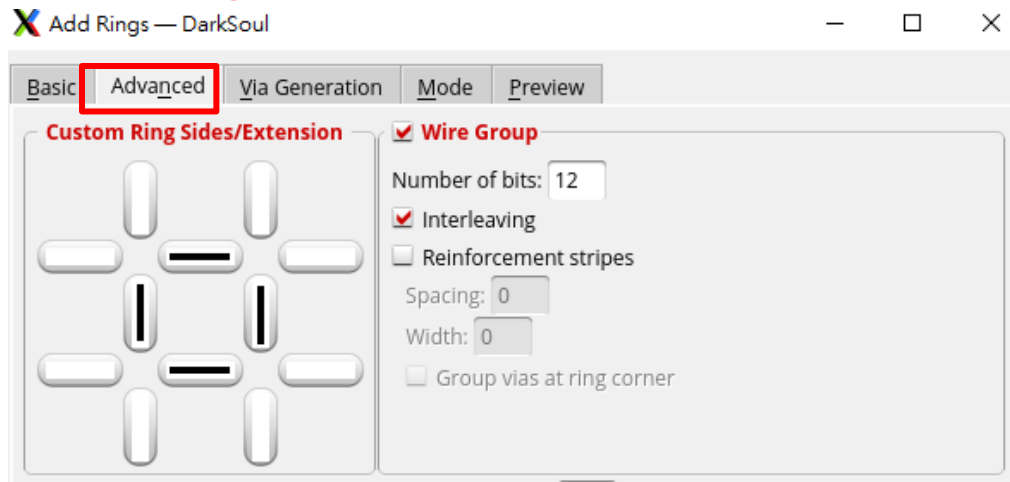 Add Rings — DarkSoul
Basic Advanced Via Generation Mode Preview
Custom Ring Sides/Extension
Wire Group
Number of bits: 12
Interleaving
Reinforcement stripes
Spacing: 0
Width: 0
Group vias at ring corner